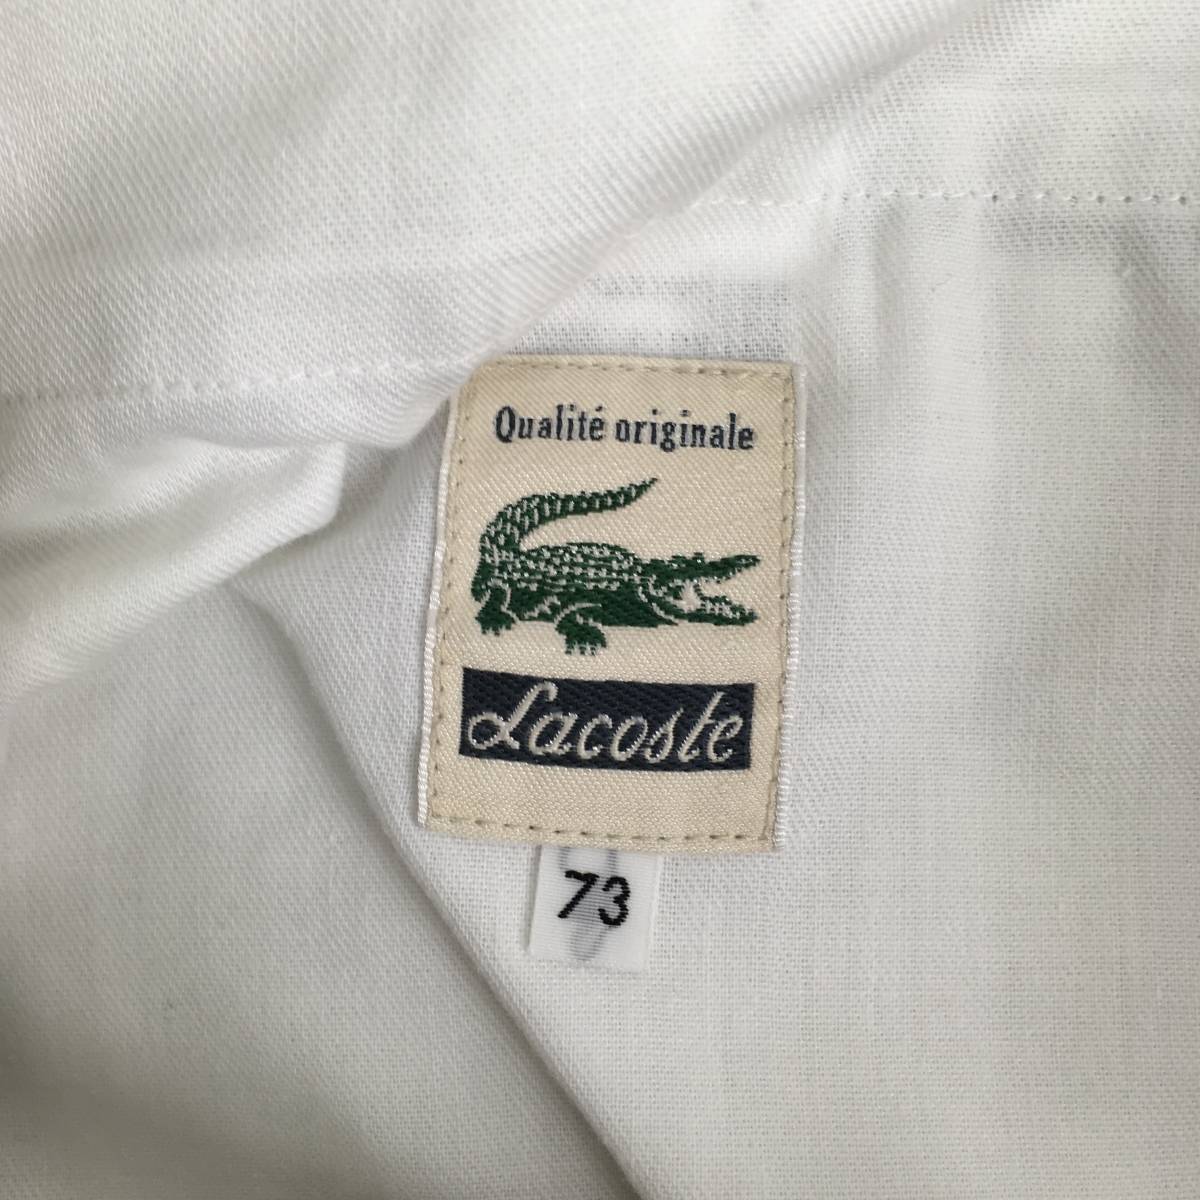 Qualité originale
Lacoste
73